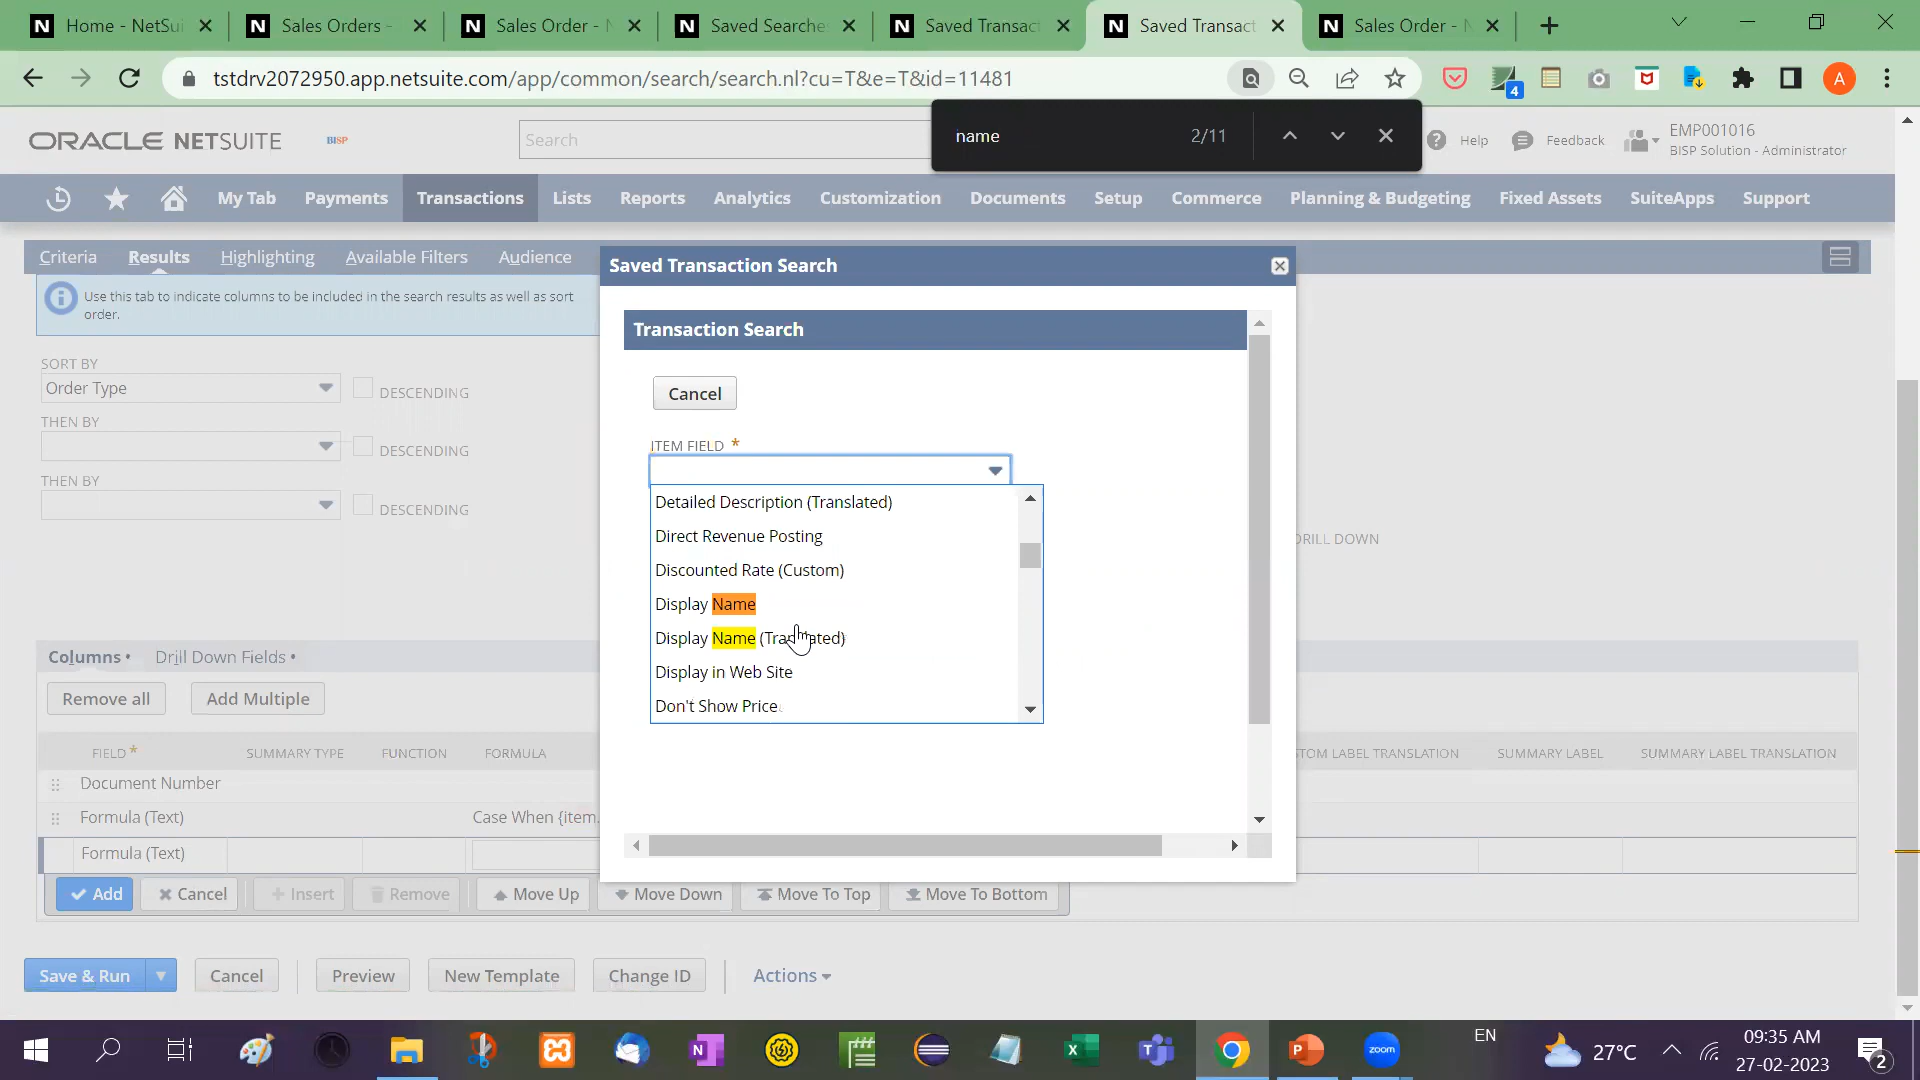 Home - NetSui
Sales Orders -
Sales Order - N
Saved Searches
Saved Transact
Saved Transact
Sales Order - N
tstdrv2072950.app.netsuite.com/app/common/search/search.nl?cu=T&e=T&id=11481
4
A
name 2/11
ORACLE NETSUITE
BISP
Search
Help
Feedback
EMP001016
BISP Solution - Administrator
My Tab Payments Transactions Lists Reports Analytics Customization Documents Setup Commerce Planning & Budgeting Fixed Assets SuiteApps Support
Criteria Results Highlighting Available Filters Audience
Use this tab to indicate columns to be included in the search results as well as sort
order.
SORT BY
Order Type
DESCENDING
THEN BY
DESCENDING
THEN BY
DESCENDING
Saved Transaction Search
Transaction Search
Cancel
ITEM FIELD *
Detailed Description (Translated)
Direct Revenue Posting
Discounted Rate (Custom)
Display Name
Display Name (Translated)
Display in Web Site
Don't Show Price
DRILL DOWN
Columns • Drill Down Fields •
Remove all Add Multiple
FIELD * SUMMARY TYPE FUNCTION FORMULA TOM LABEL TRANSLATION SUMMARY LABEL SUMMARY LABEL TRANSLATION
Document Number
Formula (Text) Case When {item.
Formula (Text)
Add Cancel Insert Remove Move Up Move Down Move To Top Move To Bottom
Save & Run Cancel Preview New Template Change ID Actions
zoom
EN
27°C
09:35 AM
27-02-2023
2